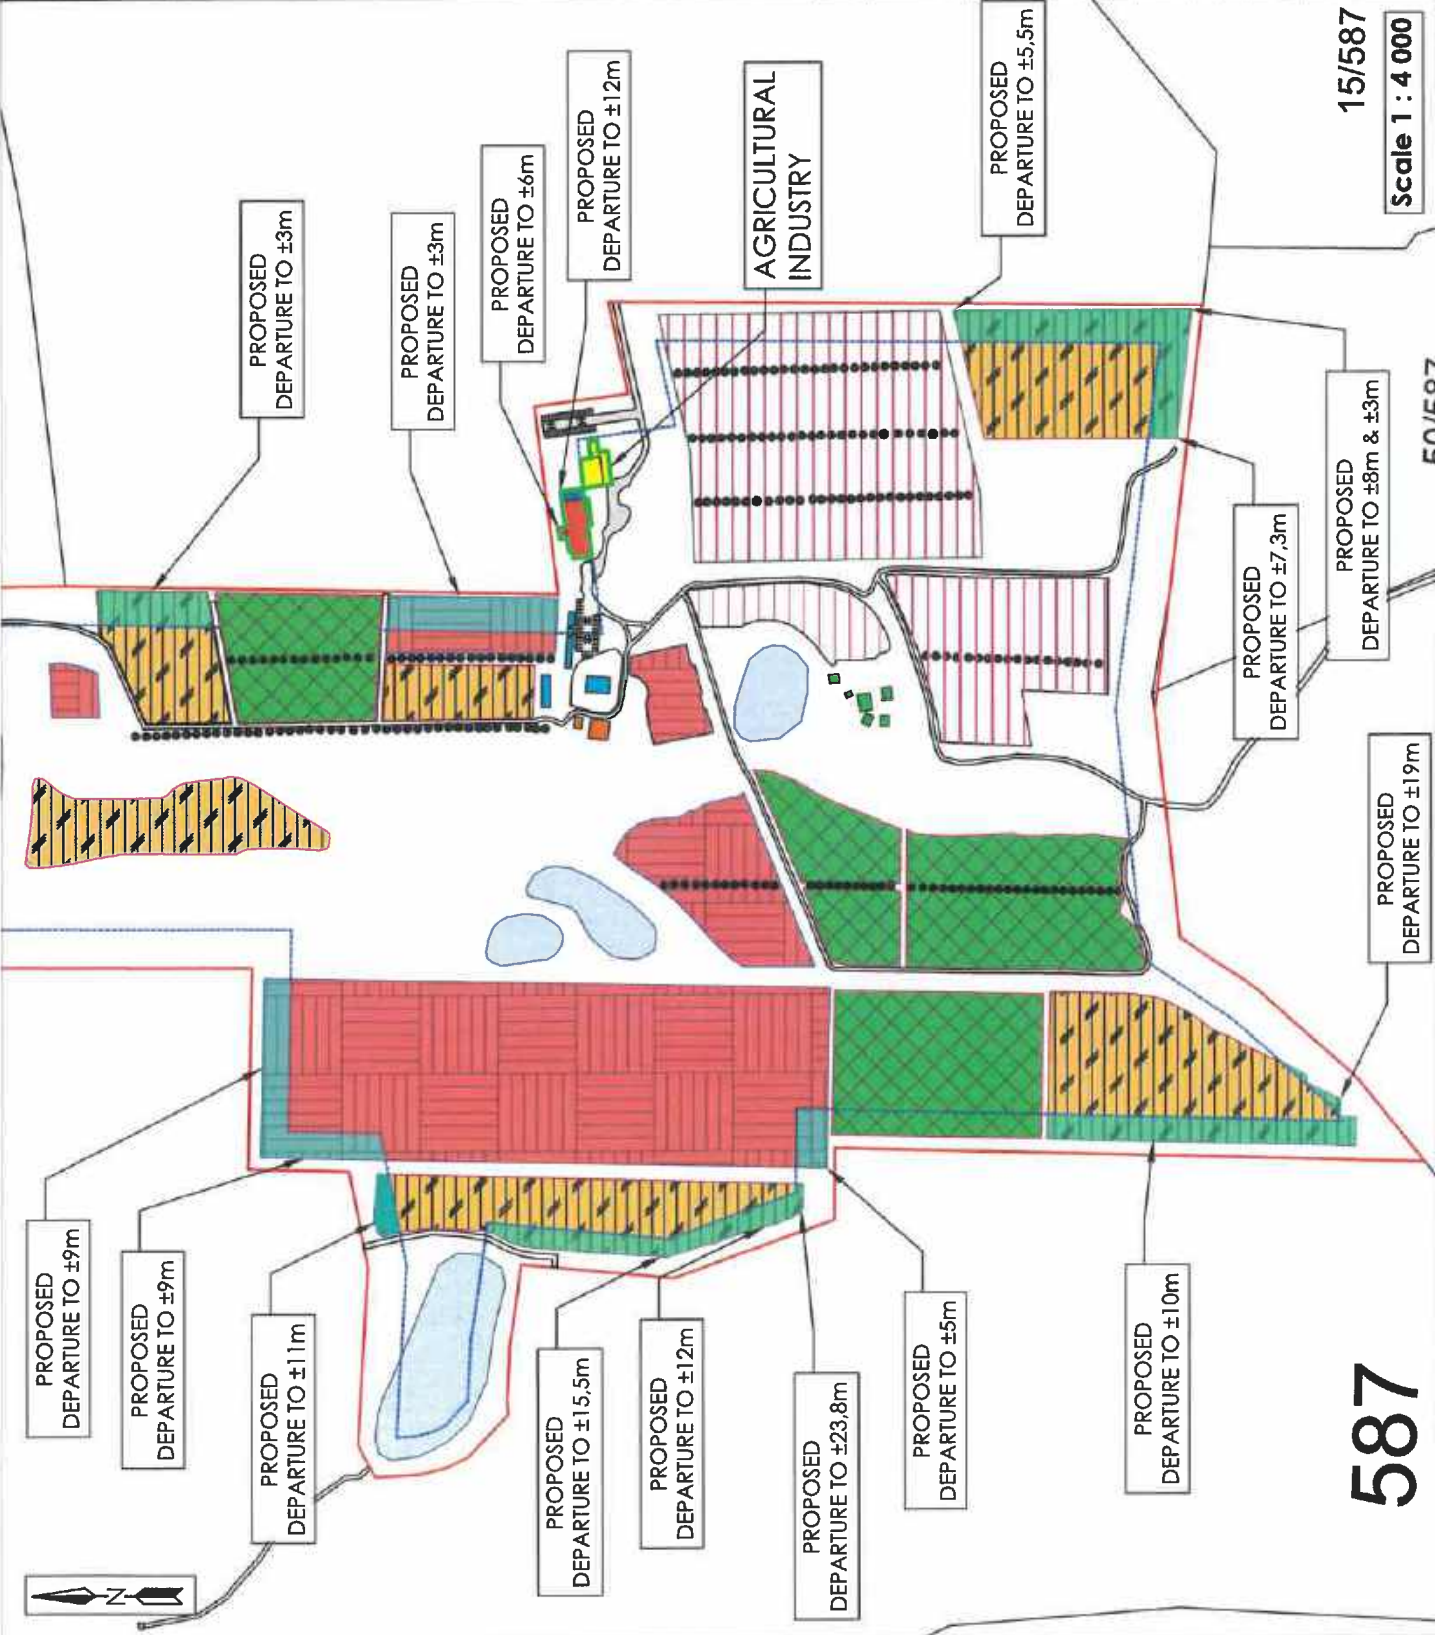 PROPOSED
DEPARTURE TO ±9m
PROPOSED
DEPARTURE TO ±9m
PROPOSED
DEPARTURE TO ±11m
PROPOSED
DEPARTURE TO ±15,5m
PROPOSED
DEPARTURE TO ±12m
PROPOSED
DEPARTURE TO ±23,8m
PROPOSED
DEPARTURE TO ±5m
PROPOSED
DEPARTURE TO ±10m
587
N
PROPOSED
DEPARTURE TO ±3m
PROPOSED
DEPARTURE TO ±3m
PROPOSED
DEPARTURE TO ±6m
PROPOSED
DEPARTURE TO ±12m
AGRICULTURAL
INDUSTRY
PROPOSED
DEPARTURE TO ±5,5m
PROPOSED
DEPARTURE TO ±7,3m
PROPOSED
DEPARTURE TO ±8m & ±3m
PROPOSED
DEPARTURE TO ±19m
15/587
Scale 1 : 4 000